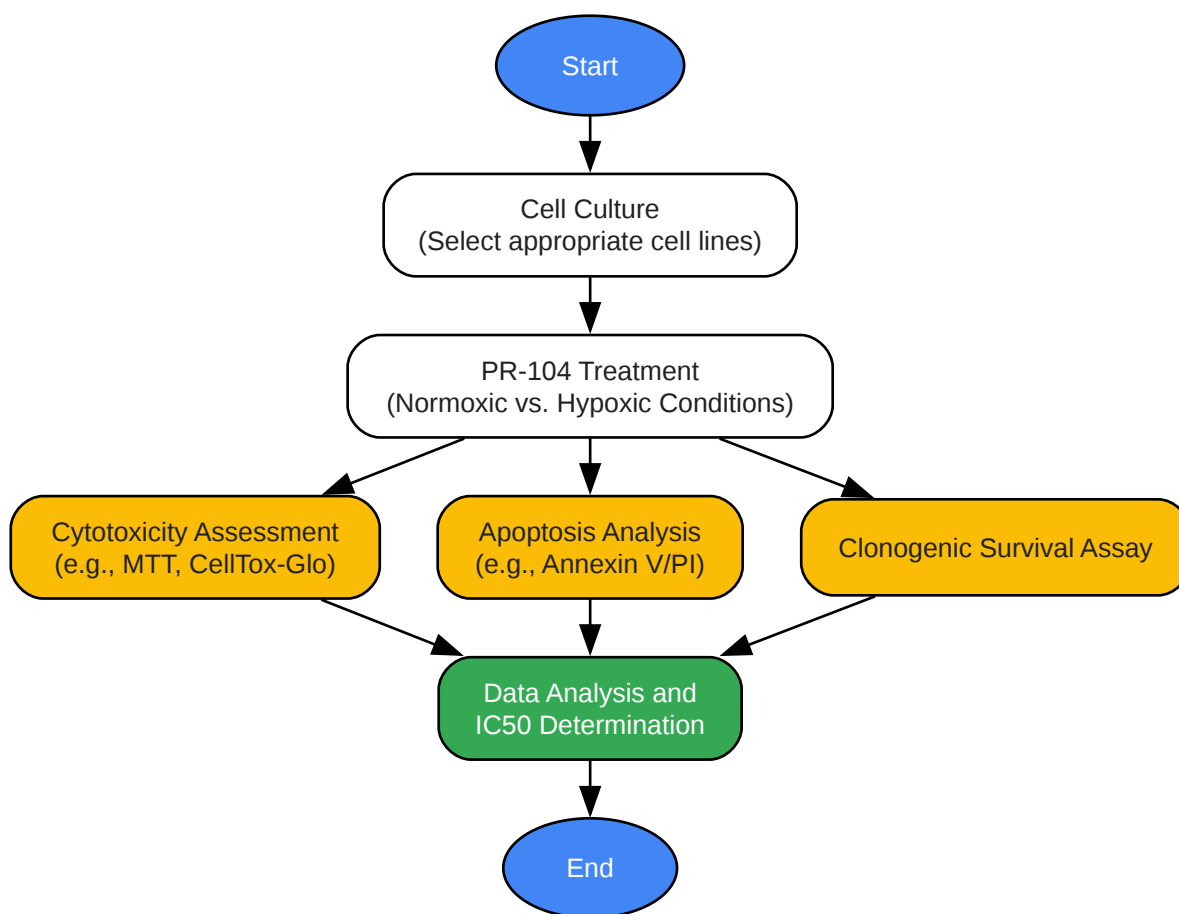 Start
Cell Culture
(Select appropriate cell lines)
PR-104 Treatment
(Normoxic vs. Hypoxic Conditions)
Cytotoxicity Assessment
(e.g., MTT, CellTox-Glo)
Apoptosis Analysis
(e.g., Annexin V/PI)
Clonogenic Survival Assay
Data Analysis and
IC50 Determination
End